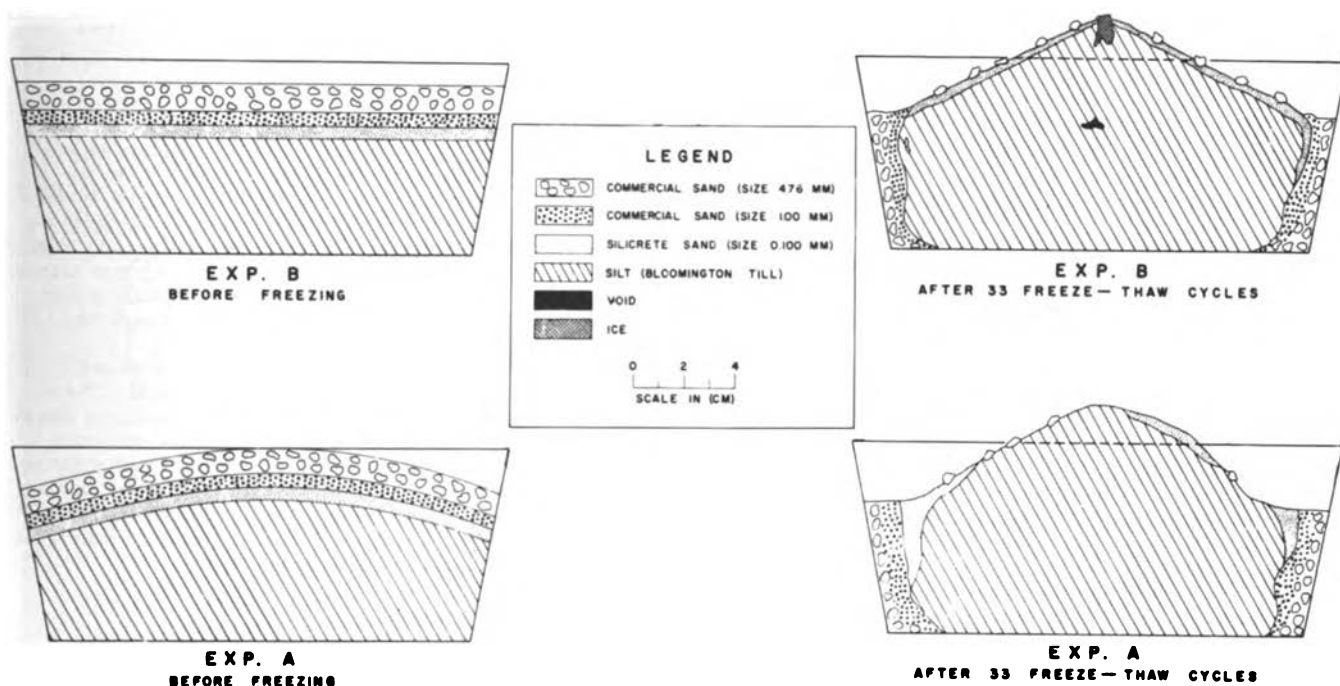 EXP. B
BEFORE FREEZING
LEGEND
COMMERCIAL SAND (SIZE 476 MM)
COMMERCIAL SAND (SIZE 1.00 MM)
SILICRETE SAND (SIZE 0.100 MM)
SILT (BLOOMINGTON TILL)
VOID
ICE
0 2 4
SCALE IN (CM)
EXP. B
AFTER 33 FREEZE—THAW CYCLES
EXP. A
BEFORE FREEZING
EXP. A
AFTER 33 FREEZE—THAW CYCLES